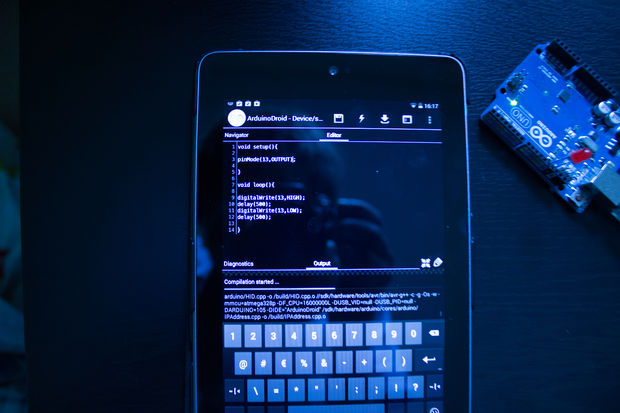 16:17
ArduinoDroid - Device/s...
Navigator Editor
1 void setup(){
2
3 pinMode(13,OUTPUT);
4
5 }
6
7 void loop(){
8
9 digitalWrite(13,HIGH);
10 delay(500);
11 digitalWrite(13,LOW);
12 delay(500);
13
14 }
Diagnostics Output
Compilation started ...
arduino/HID.cpp -o /build/HID.cpp.o //sdk/hardware/tools/avr/bin/avr-g++ -c -g -Os -w -
mmcu=atmega328p -DF_CPU=16000000L -DUSB_VID=null -DUSB_PID=null -
DARDUINO=105 -DIDE="ArduinoDroid" /sdk/hardware/arduino/cores/arduino/
IPAddress.cpp -o /build/IPAddress.cpp.o
1 2 3 4 5 6 7 8 9 0
@ # € % & - + ( )
-[< \ = * " ' : ; ! ? -[<
UNO
ARDUINO